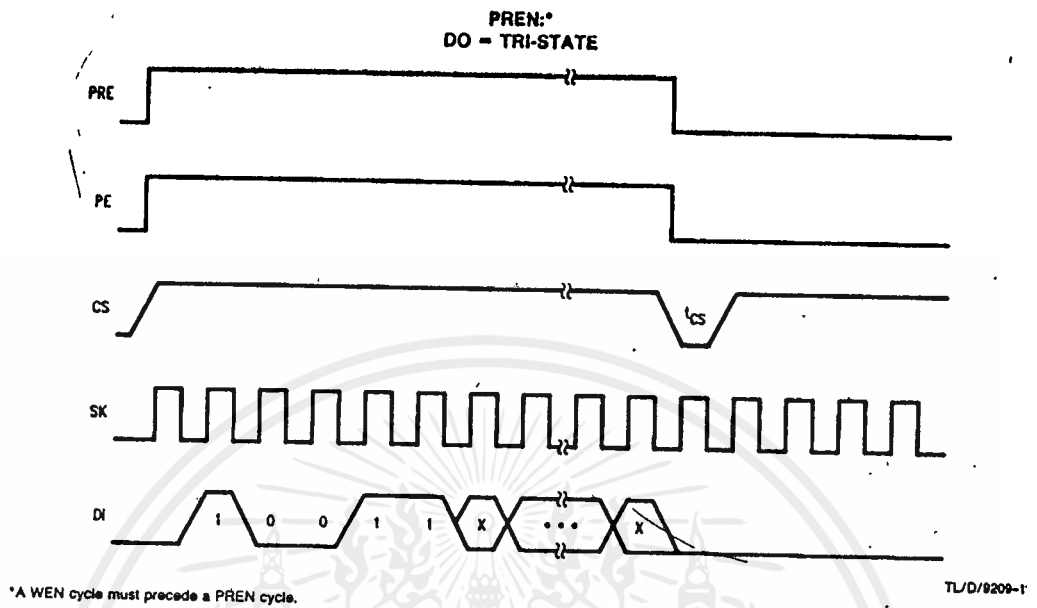 PREN:*
DO = TRI-STATE
PRE
PE
CS
tCS
SK
DI
1 0 0 1 1 X • • • X
*A WEN cycle must precede a PREN cycle.
TL/D/9209-1